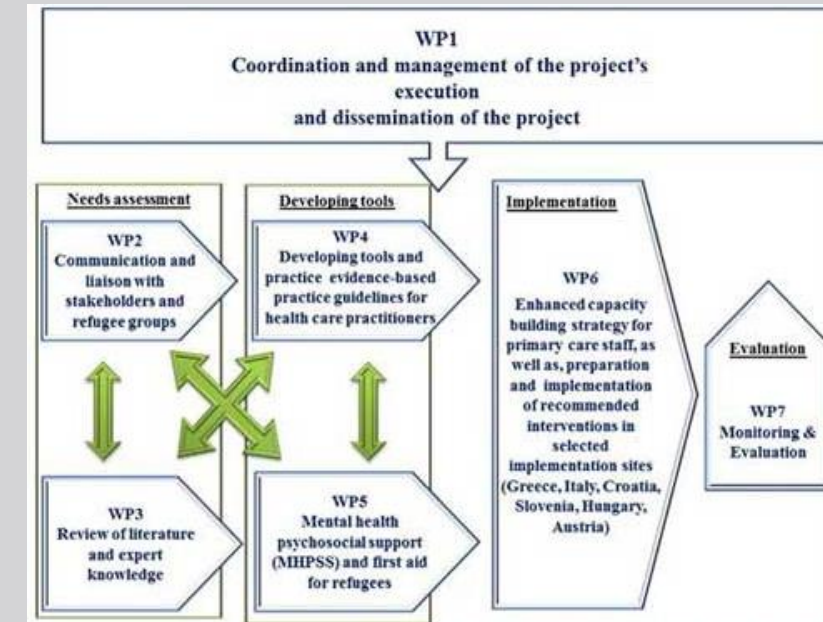 WP1
Coordination and management of the project's
execution
and dissemination of the project
Needs assessment
WP2
Communication and
liaison with
stakeholders and
refugee groups
WP3
Review of literature
and expert
knowledge
Developing tools
WP4
Developing tools and
practice evidence-based
practice guidelines for
health care practitioners
WP5
Mental health
psychosocial support
(MHPSS) and first aid
for refugees
Implementation
WP6
Enhanced capacity
building strategy for
primary care staff, as
well as, preparation
and implementation
of recommended
interventions in
selected
implementation sites
(Greece, Italy, Croatia,
Slovenia, Hungary,
Austria)
Evaluation
WP7
Monitoring &
Evaluation